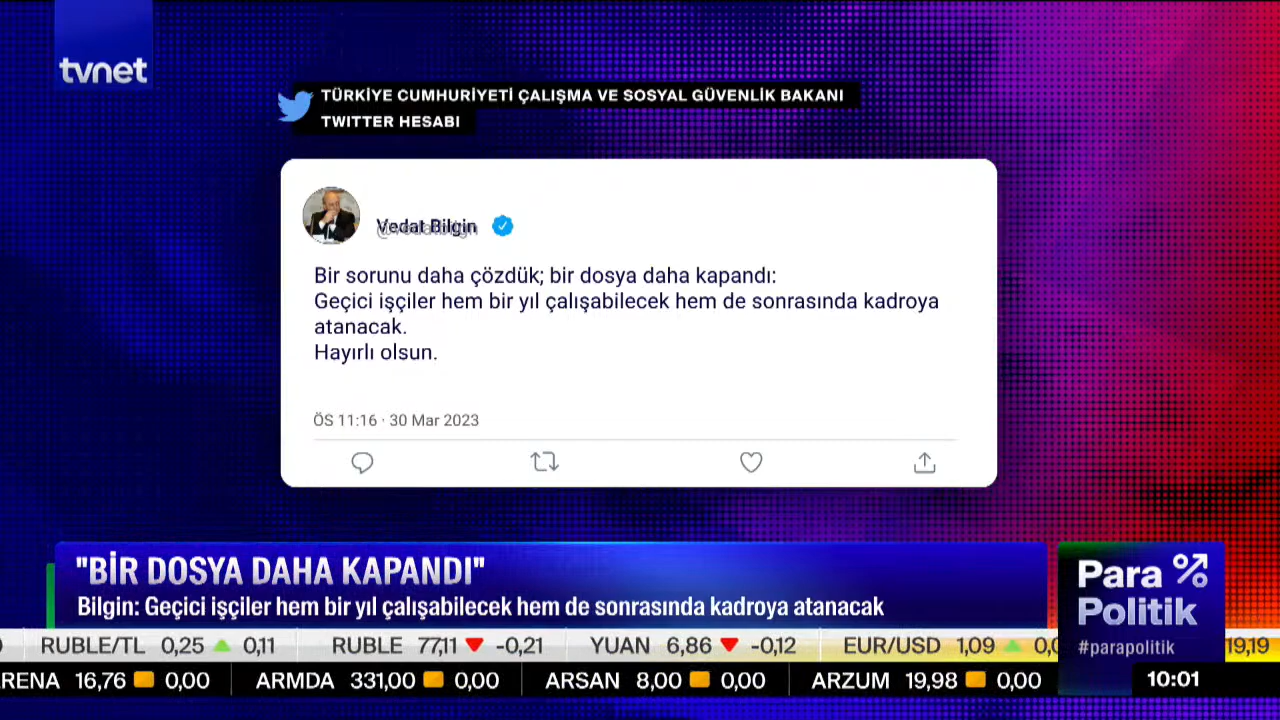 tvnet
TÜRKİYE CUMHURİYETİ ÇALIŞMA VE SOSYAL GÜVENLİK BAKANI
TWITTER HESABI
Vedat Bilgin
Bir sorunu daha çözdük; bir dosya daha kapandı:
Geçici işçiler hem bir yıl çalışabilecek hem de sonrasında kadroya
atanacak.
Hayırlı olsun.
ÖS 11:16 · 30 Mar 2023
"BİR DOSYA DAHA KAPANDI"
Bilgin: Geçici işçiler hem bir yıl çalışabilecek hem de sonrasında kadroya atanacak
Para %
Politik
#parapolitik
RUBLE/TL 0,25 0,11 RUBLE 77,11 -0,21 YUAN 6,86 -0,12 EUR/USD 1,09 19,19
RENA 16,76 0,00 ARMDA 331,00 0,00 ARSAN 8,00 0,00 ARZUM 19,98 0,00
10:01